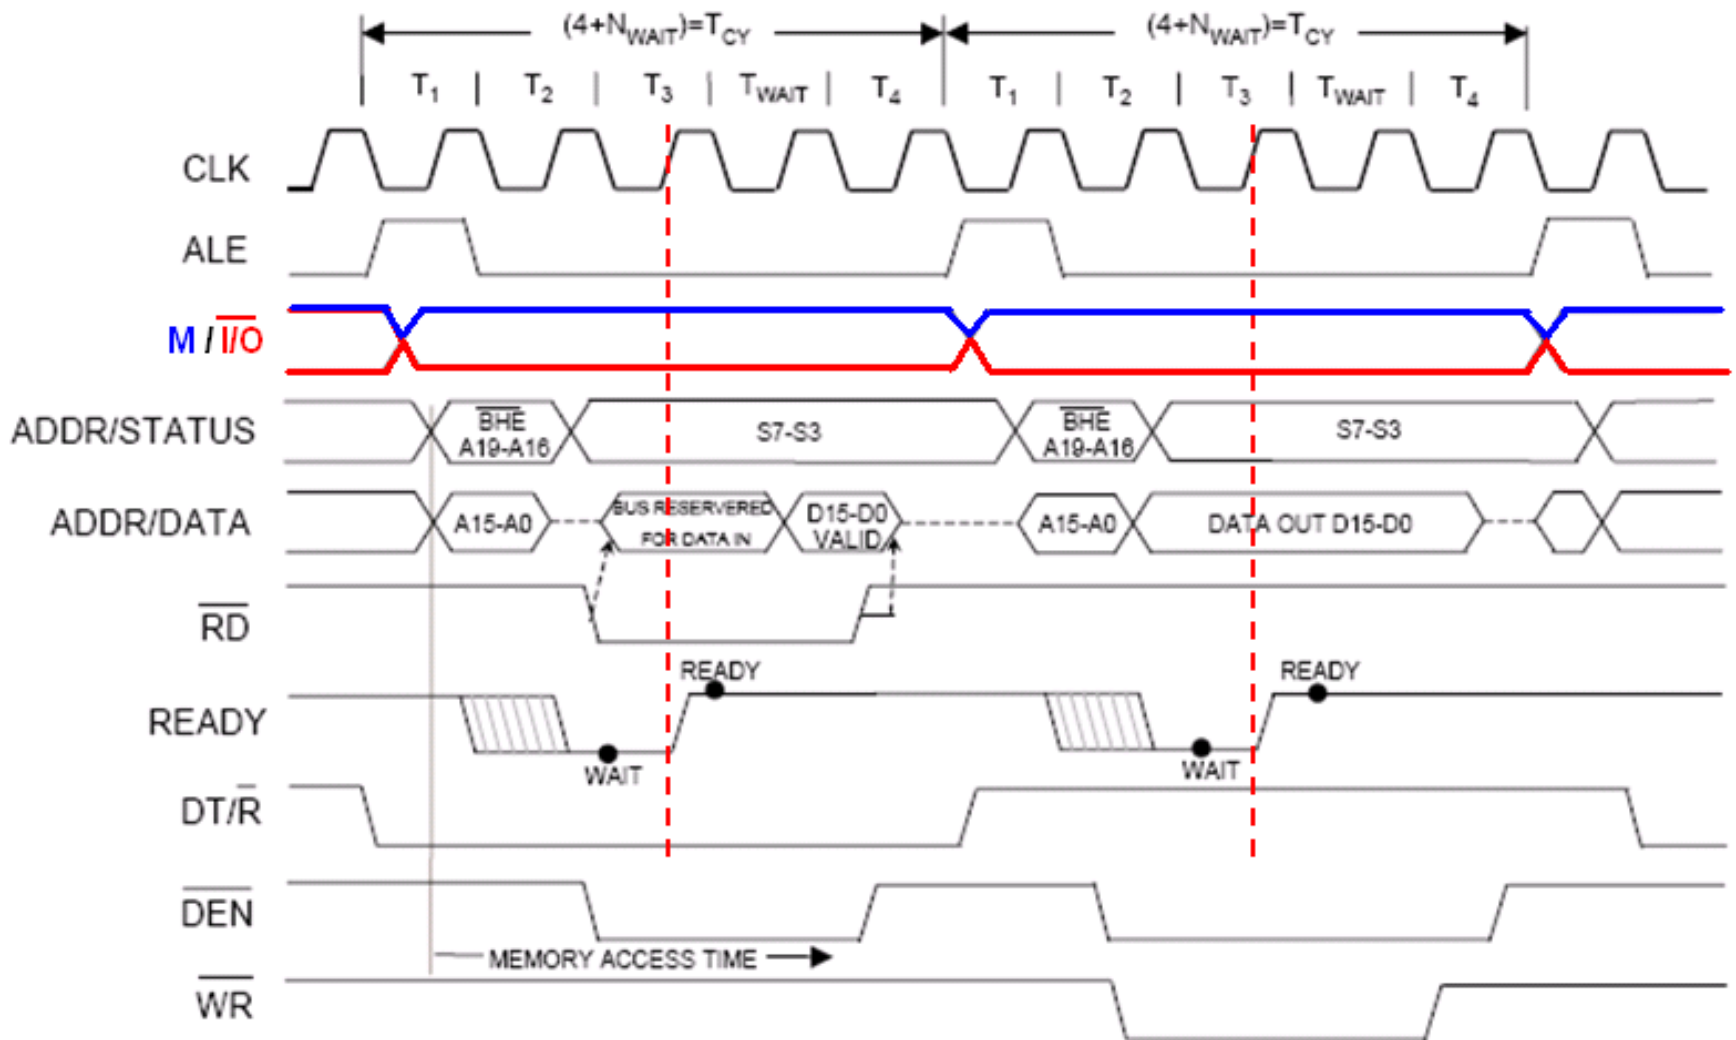 (4+NWAIT)=TCY (4+NWAIT)=TCY
T1 T2 T3 TWAIT T4 T1 T2 T3 TWAIT T4
CLK
ALE
M / I/O
ADDR/STATUS
BHE
A19-A16
S7-S3
BHE
A19-A16
S7-S3
ADDR/DATA
A15-A0
BUS RESERVERED
FOR DATA IN
D15-D0
VALID
A15-A0
DATA OUT D15-D0
RD
READY
READY
WAIT
READY
WAIT
DT/R
DEN
MEMORY ACCESS TIME
WR